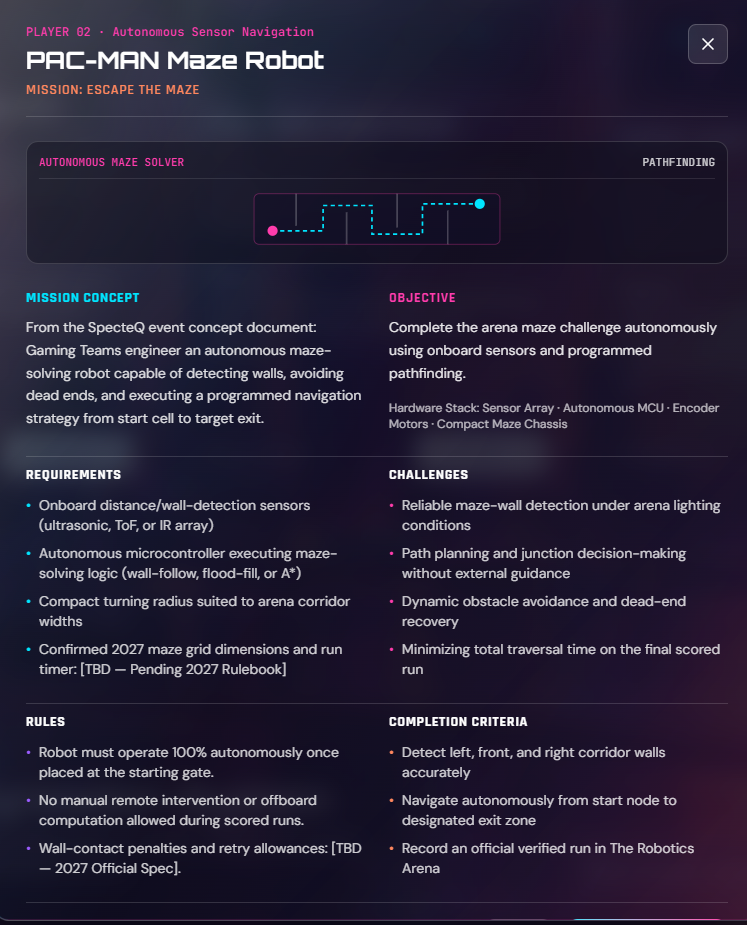 PLAYER 02 · Autonomous Sensor Navigation
PAC-MAN Maze Robot
MISSION: ESCAPE THE MAZE
AUTONOMOUS MAZE SOLVER
PATHFINDING
MISSION CONCEPT
From the SpecteQ event concept document:
Gaming Teams engineer an autonomous maze-
solving robot capable of detecting walls, avoiding
dead ends, and executing a programmed navigation
strategy from start cell to target exit.
OBJECTIVE
Complete the arena maze challenge autonomously
using onboard sensors and programmed
pathfinding.
Hardware Stack: Sensor Array · Autonomous MCU · Encoder
Motors · Compact Maze Chassis
REQUIREMENTS
• Onboard distance/wall-detection sensors
(ultrasonic, ToF, or IR array)
• Autonomous microcontroller executing maze-
solving logic (wall-follow, flood-fill, or A*)
• Compact turning radius suited to arena corridor
widths
• Confirmed 2027 maze grid dimensions and run
timer: [TBD — Pending 2027 Rulebook]
CHALLENGES
• Reliable maze-wall detection under arena lighting
conditions
• Path planning and junction decision-making
without external guidance
• Dynamic obstacle avoidance and dead-end
recovery
• Minimizing total traversal time on the final scored
run
RULES
• Robot must operate 100% autonomously once
placed at the starting gate.
• No manual remote intervention or offboard
computation allowed during scored runs.
• Wall-contact penalties and retry allowances: [TBD
— 2027 Official Spec].
COMPLETION CRITERIA
• Detect left, front, and right corridor walls
accurately
• Navigate autonomously from start node to
designated exit zone
• Record an official verified run in The Robotics
Arena